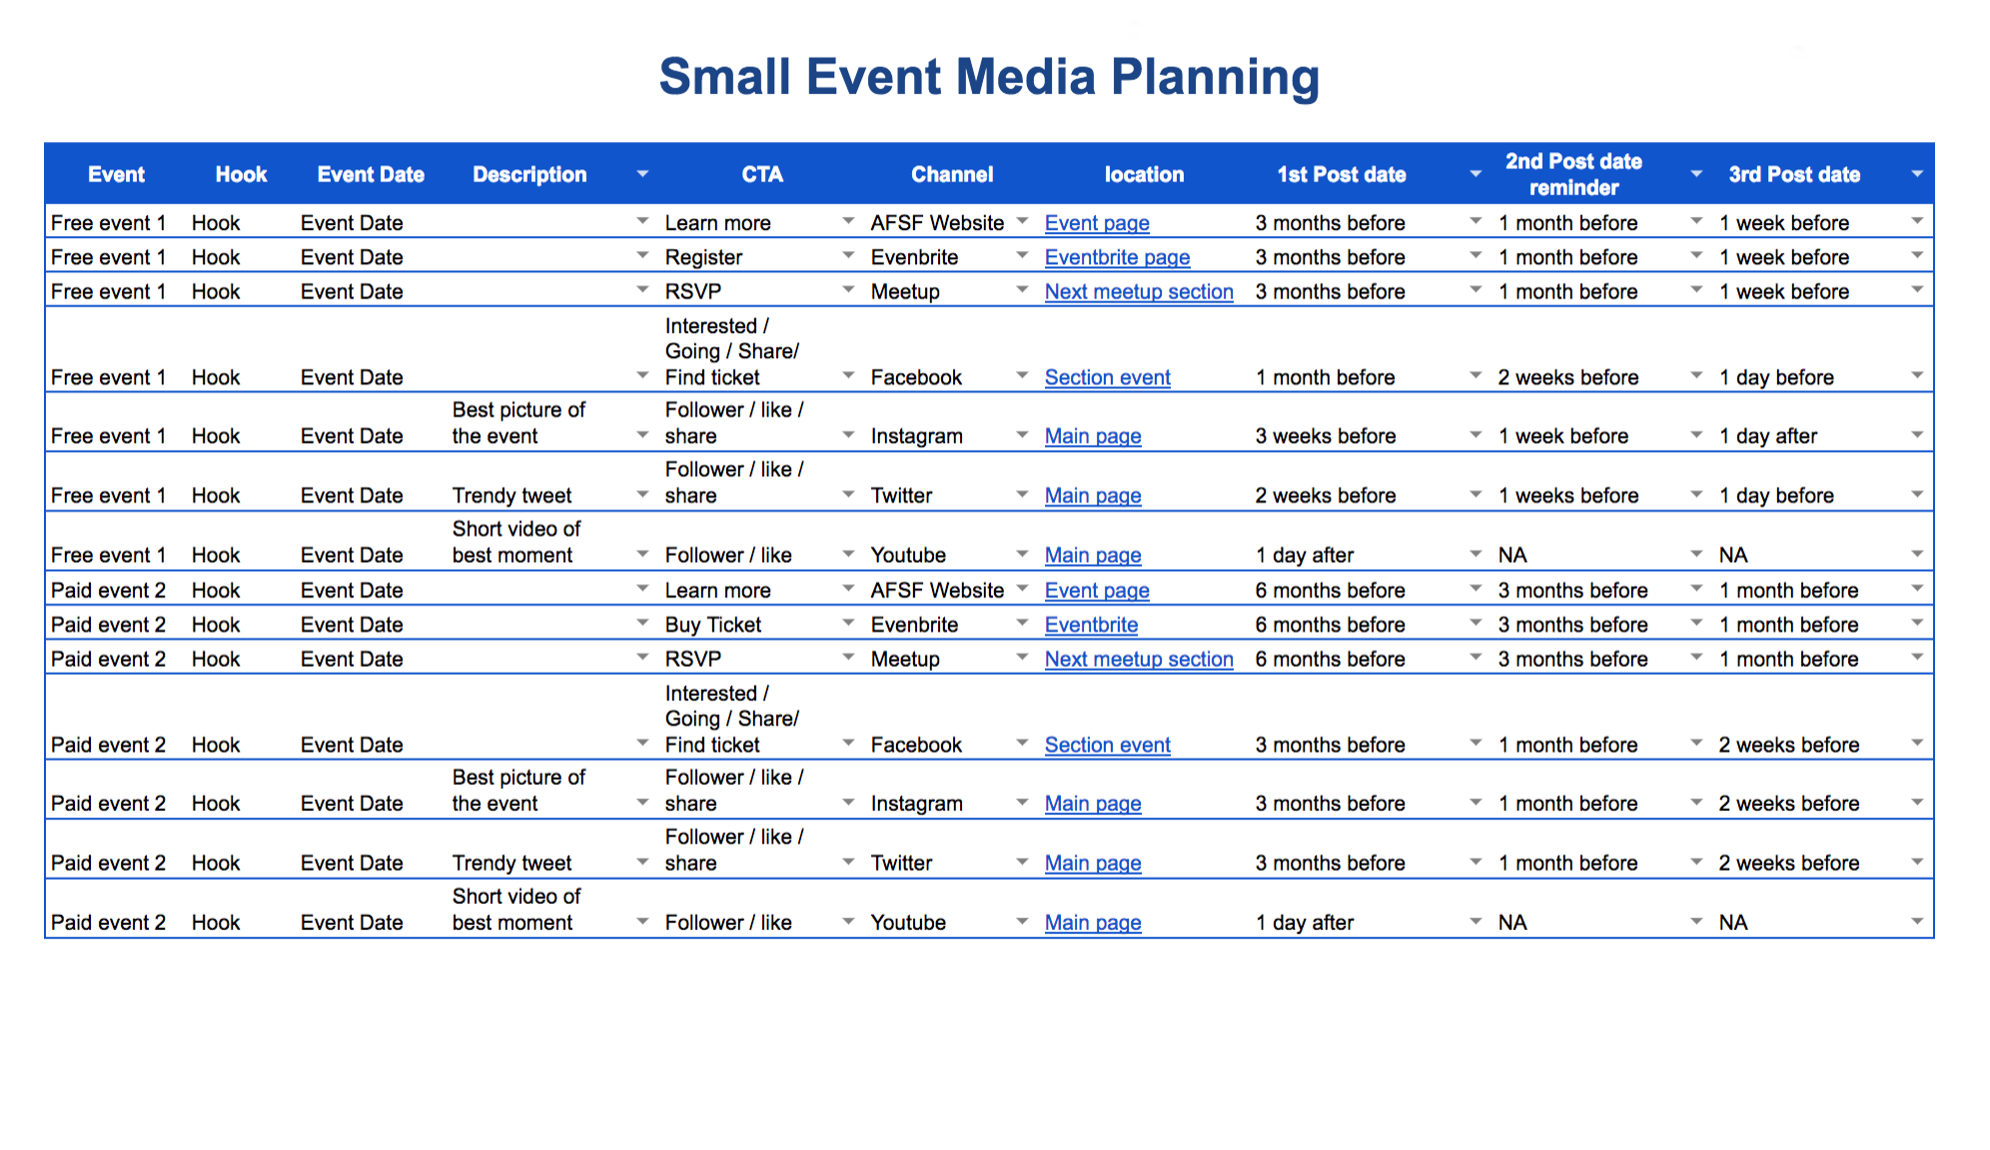 Small Event Media Planning
Event Hook Event Date Description CTA Channel location 1st Post date 2nd Post date reminder 3rd Post date
Free event 1 Hook Event Date Learn more AFSF Website Event page 3 months before 1 month before 1 week before
Free event 1 Hook Event Date Register Evenbrite Eventbrite page 3 months before 1 month before 1 week before
Free event 1 Hook Event Date RSVP Meetup Next meetup section 3 months before 1 month before 1 week before
Free event 1 Hook Event Date Interested / Going / Share/ Find ticket Facebook Section event 1 month before 2 weeks before 1 day before
Free event 1 Hook Event Date Best picture of the event Follower / like / share Instagram Main page 3 weeks before 1 week before 1 day after
Free event 1 Hook Event Date Trendy tweet Follower / like / share Twitter Main page 2 weeks before 1 weeks before 1 day before
Free event 1 Hook Event Date Short video of best moment Follower / like Youtube Main page 1 day after NA NA
Paid event 2 Hook Event Date Learn more AFSF Website Event page 6 months before 3 months before 1 month before
Paid event 2 Hook Event Date Buy Ticket Evenbrite Eventbrite 6 months before 3 months before 1 month before
Paid event 2 Hook Event Date RSVP Meetup Next meetup section 6 months before 3 months before 1 month before
Paid event 2 Hook Event Date Interested / Going / Share/ Find ticket Facebook Section event 3 months before 1 month before 2 weeks before
Paid event 2 Hook Event Date Best picture of the event Follower / like / share Instagram Main page 3 months before 1 month before 2 weeks before
Paid event 2 Hook Event Date Trendy tweet Follower / like / share Twitter Main page 3 months before 1 month before 2 weeks before
Paid event 2 Hook Event Date Short video of best moment Follower / like Youtube Main page 1 day after NA NA